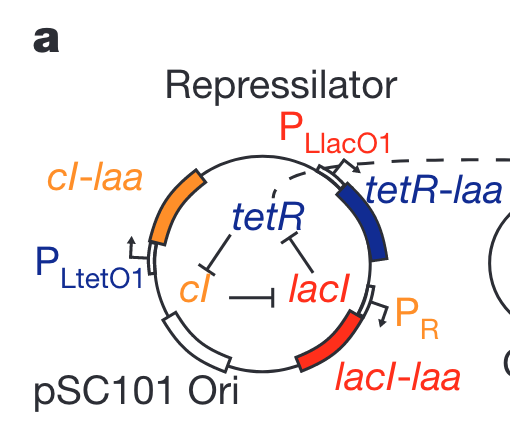 a
Repressilator
PLlacO1
cI-laa
tetR-laa
tetR
PLtetO1
cI
lacI
PR
lacI-laa
pSC101 Ori